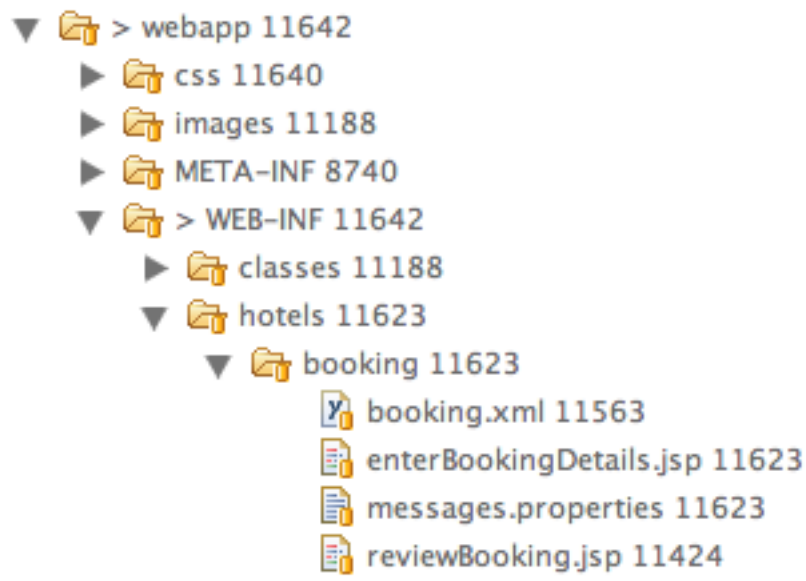 > webapp 11642
css 11640
images 11188
META-INF 8740
> WEB-INF 11642
classes 11188
hotels 11623
booking 11623
booking.xml 11563
enterBookingDetails.jsp 11623
messages.properties 11623
reviewBooking.jsp 11424